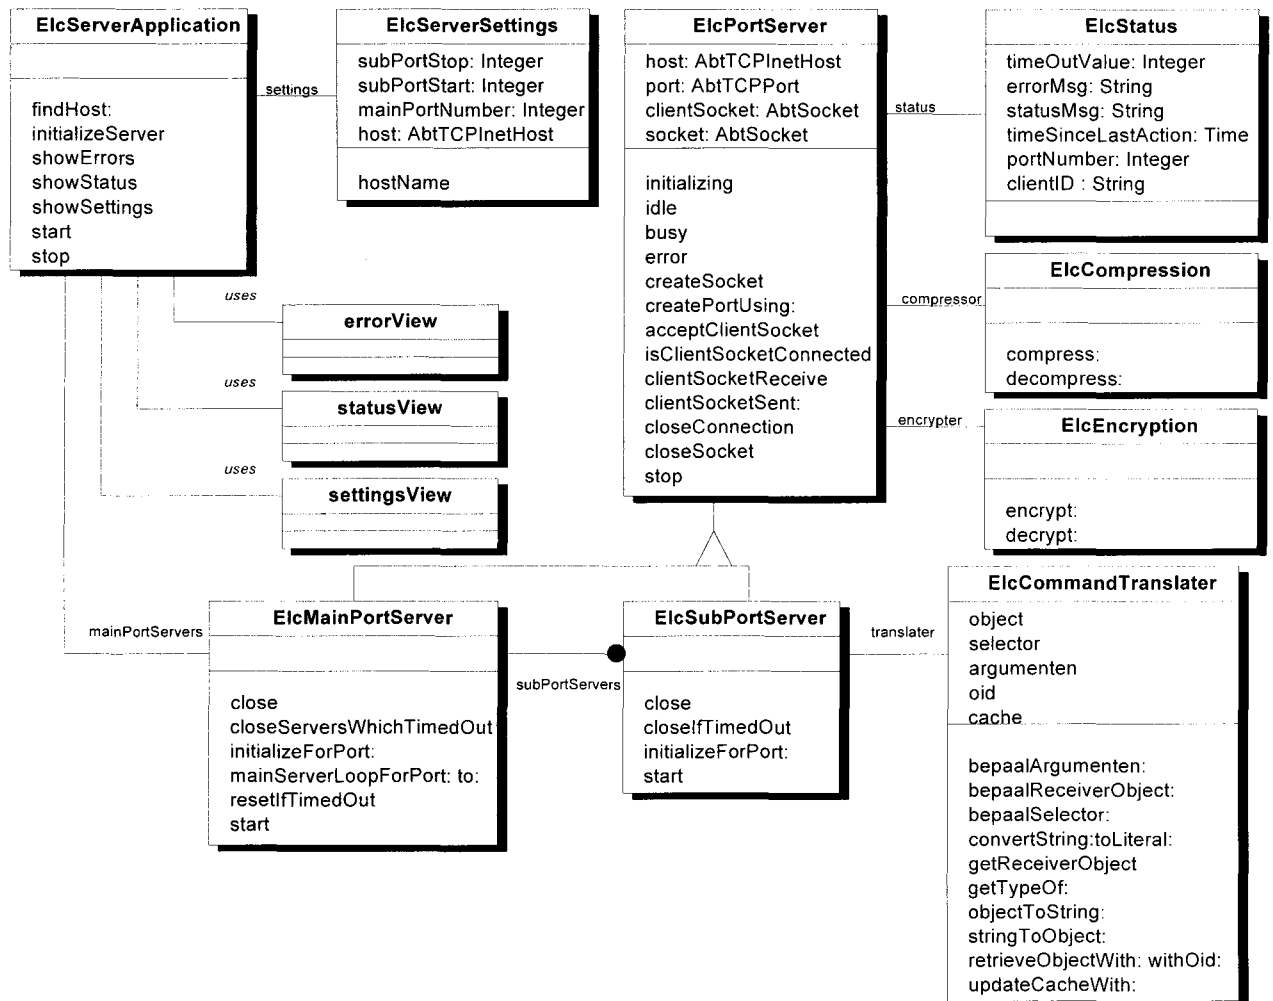 ElcServerApplication
findHost:
initializeServer
showErrors
showStatus
showSettings
start
stop
settings
ElcServerSettings
subPortStop: Integer
subPortStart: Integer
mainPortNumber: Integer
host: AbtTCPInetHost
hostName
ElcPortServer
host: AbtTCPInetHost
port: AbtTCPPort
clientSocket: AbtSocket
socket: AbtSocket
initializing
idle
busy
error
createSocket
createPortUsing:
acceptClientSocket
isClientSocketConnected
clientSocketReceive
clientSocketSent:
closeConnection
closeSocket
stop
status
ElcStatus
timeOutValue: Integer
errorMsg: String
statusMsg: String
timeSinceLastAction: Time
portNumber: Integer
clientID : String
compressor
ElcCompression
compress:
decompress:
encrypter
ElcEncryption
encrypt:
decrypt:
uses
errorView
uses
statusView
uses
settingsView
mainPortServers
ElcMainPortServer
close
closeServersWhichTimedOut
initializeForPort:
mainServerLoopForPort: to:
resetIfTimedOut
start
subPortServers
ElcSubPortServer
close
closeIfTimedOut
initializeForPort:
start
translater
ElcCommandTranslater
object
selector
argumenten
oid
cache
bepaalArgumenten:
bepaalReceiverObject:
bepaalSelector:
convertString:toLiteral:
getReceiverObject
getTypeOf:
objectToString:
stringToObject:
retrieveObjectWith: withOid:
updateCacheWith: